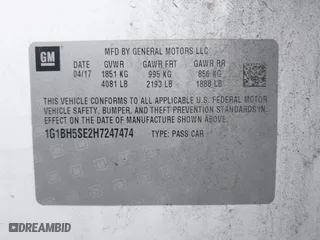 GM
MFD BY GENERAL MOTORS LLC
DATE GVWR GAWR FRT GAWR RR
04/17 1851 KG 995 KG 856 KG
4081 LB 2193 LB 1888 LB
THIS VEHICLE CONFORMS TO ALL APPLICABLE U.S. FEDERAL MOTOR
VEHICLE SAFETY, BUMPER, AND THEFT PREVENTION STANDARDS IN
EFFECT ON THE DATE OF MANUFACTURE SHOWN ABOVE.
1G1BH5SE2H7247474 TYPE: PASS CAR